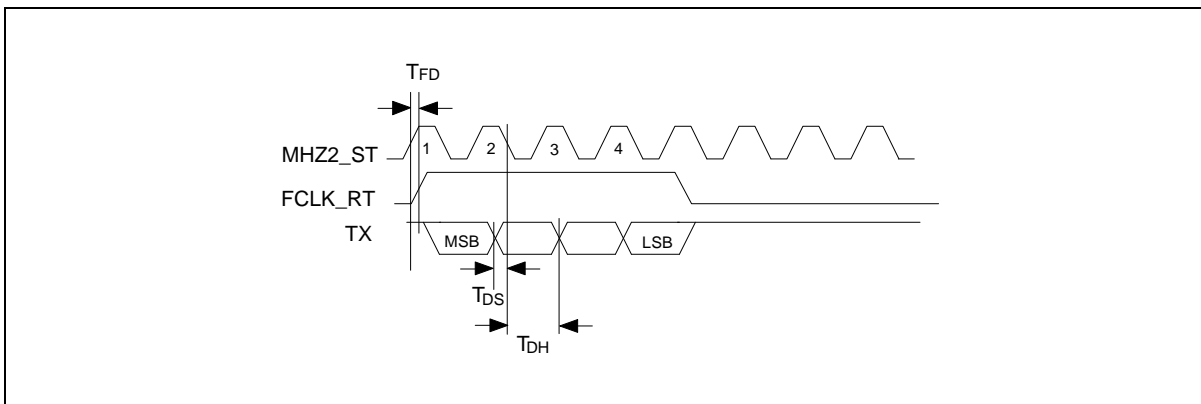 TFD
MHZ2_ST
1 2 3 4
FCLK_RT
TX
MSB LSB
TDS
TDH